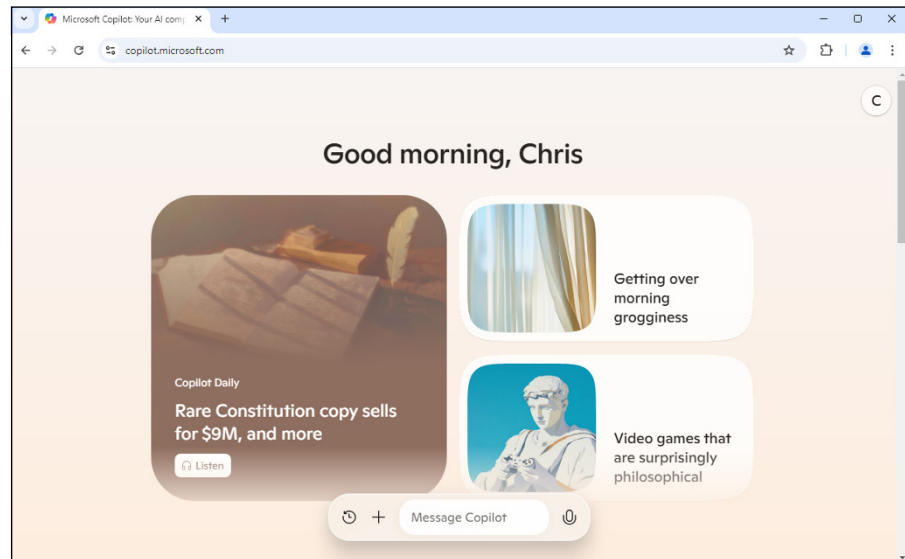 Microsoft Copilot: Your AI comp
copilot.microsoft.com
C
Good morning, Chris
Copilot Daily
Rare Constitution copy sells
for $9M, and more
Listen
Getting over
morning
grogginess
Video games that
are surprisingly
philosophical
Message Copilot